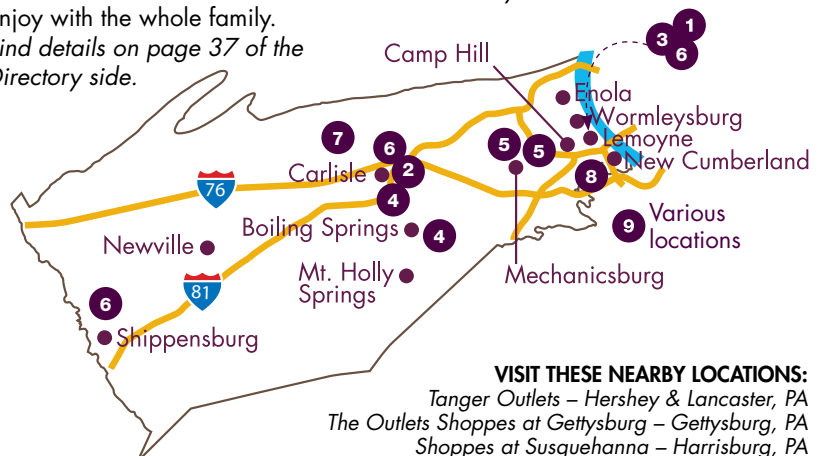 njoy with the whole family.
ind details on page 37 of the
Directory side.
1
3
6
Camp Hill
Enola
Wormleysburg
Lemoyne
New Cumberland
7
6
5
5
2
Carlisle
8
76
4
Boiling Springs
4
9
Various
locations
Newville
Mt. Holly
Springs
Mechanicsburg
81
6
Shippensburg
VISIT THESE NEARBY LOCATIONS:
Tanger Outlets – Hershey & Lancaster, PA
The Outlets Shoppes at Gettysburg – Gettysburg, PA
Shoppes at Susquehanna – Harrisburg, PA